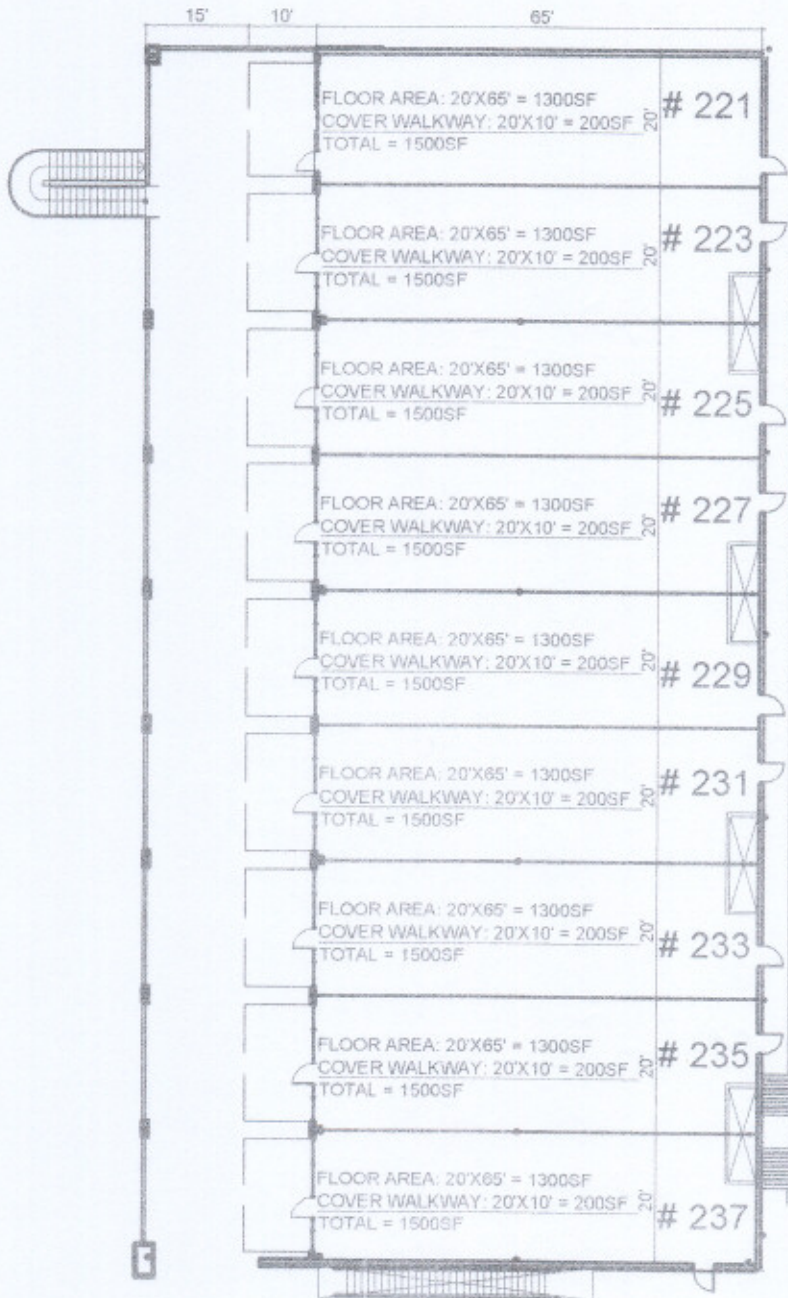 15' 10' 65'
FLOOR AREA: 20'X65' = 1300SF
COVER WALKWAY: 20'X10' = 200SF
TOTAL = 1500SF
20'
# 221
FLOOR AREA: 20'X65' = 1300SF
COVER WALKWAY: 20'X10' = 200SF
TOTAL = 1500SF
20'
# 223
FLOOR AREA: 20'X65' = 1300SF
COVER WALKWAY: 20'X10' = 200SF
TOTAL = 1500SF
20'
# 225
FLOOR AREA: 20'X65' = 1300SF
COVER WALKWAY: 20'X10' = 200SF
TOTAL = 1500SF
20'
# 227
FLOOR AREA: 20'X65' = 1300SF
COVER WALKWAY: 20'X10' = 200SF
TOTAL = 1500SF
20'
# 229
FLOOR AREA: 20'X65' = 1300SF
COVER WALKWAY: 20'X10' = 200SF
TOTAL = 1500SF
20'
# 231
FLOOR AREA: 20'X65' = 1300SF
COVER WALKWAY: 20'X10' = 200SF
TOTAL = 1500SF
20'
# 233
FLOOR AREA: 20'X65' = 1300SF
COVER WALKWAY: 20'X10' = 200SF
TOTAL = 1500SF
20'
# 235
FLOOR AREA: 20'X65' = 1300SF
COVER WALKWAY: 20'X10' = 200SF
TOTAL = 1500SF
20'
# 237